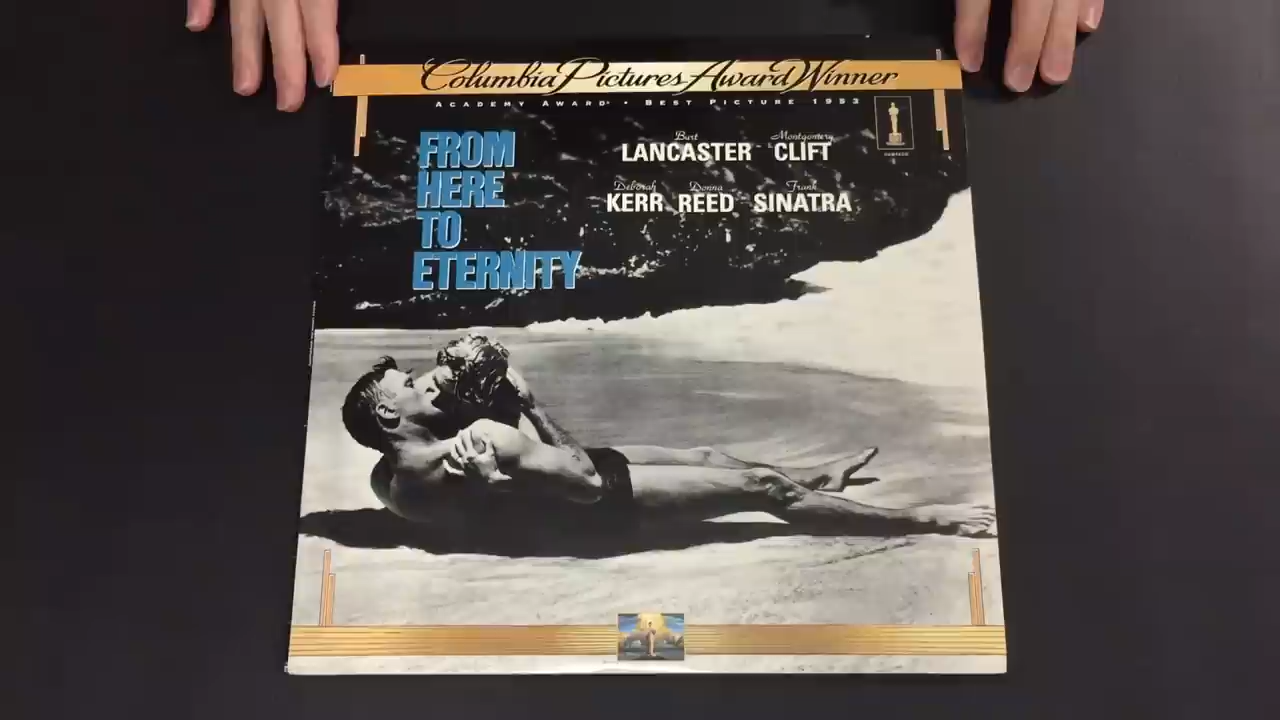 Columbia Pictures Award Winner
ACADEMY AWARD® • BEST PICTURE 1953
FROM
HERE
TO
ETERNITY
Burt LANCASTER Montgomery CLIFT
Deborah KERR Donna REED Frank SINATRA